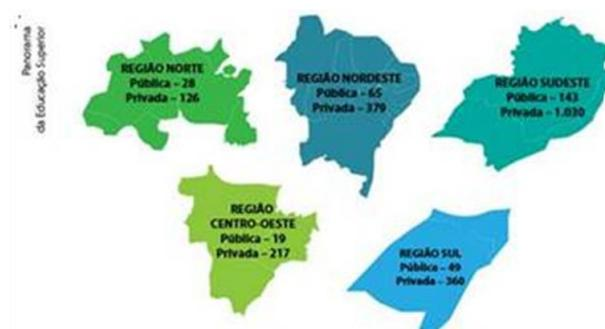 Panorama
da Educação Superior
REGIÃO NORTE
Pública – 28
Privada – 126
REGIÃO NORDESTE
Pública – 65
Privada – 379
REGIÃO SUDESTE
Pública – 143
Privada – 1.030
REGIÃO
CENTRO-OESTE
Pública – 19
Privada – 217
REGIÃO SUL
Pública – 49
Privada – 360